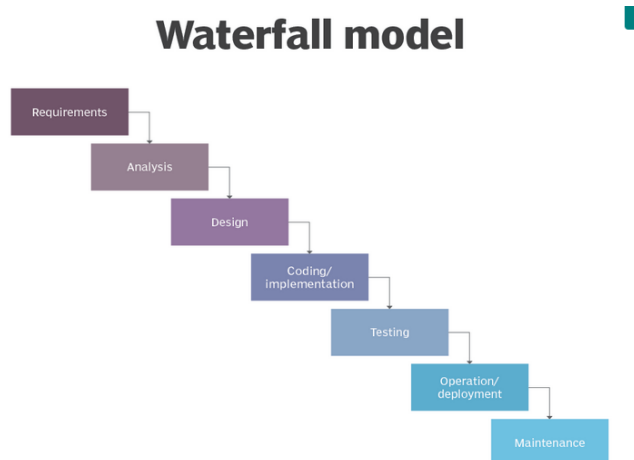 Waterfall model
Requirements
Analysis
Design
Coding/
implementation
Testing
Operation/
deployment
Maintenance